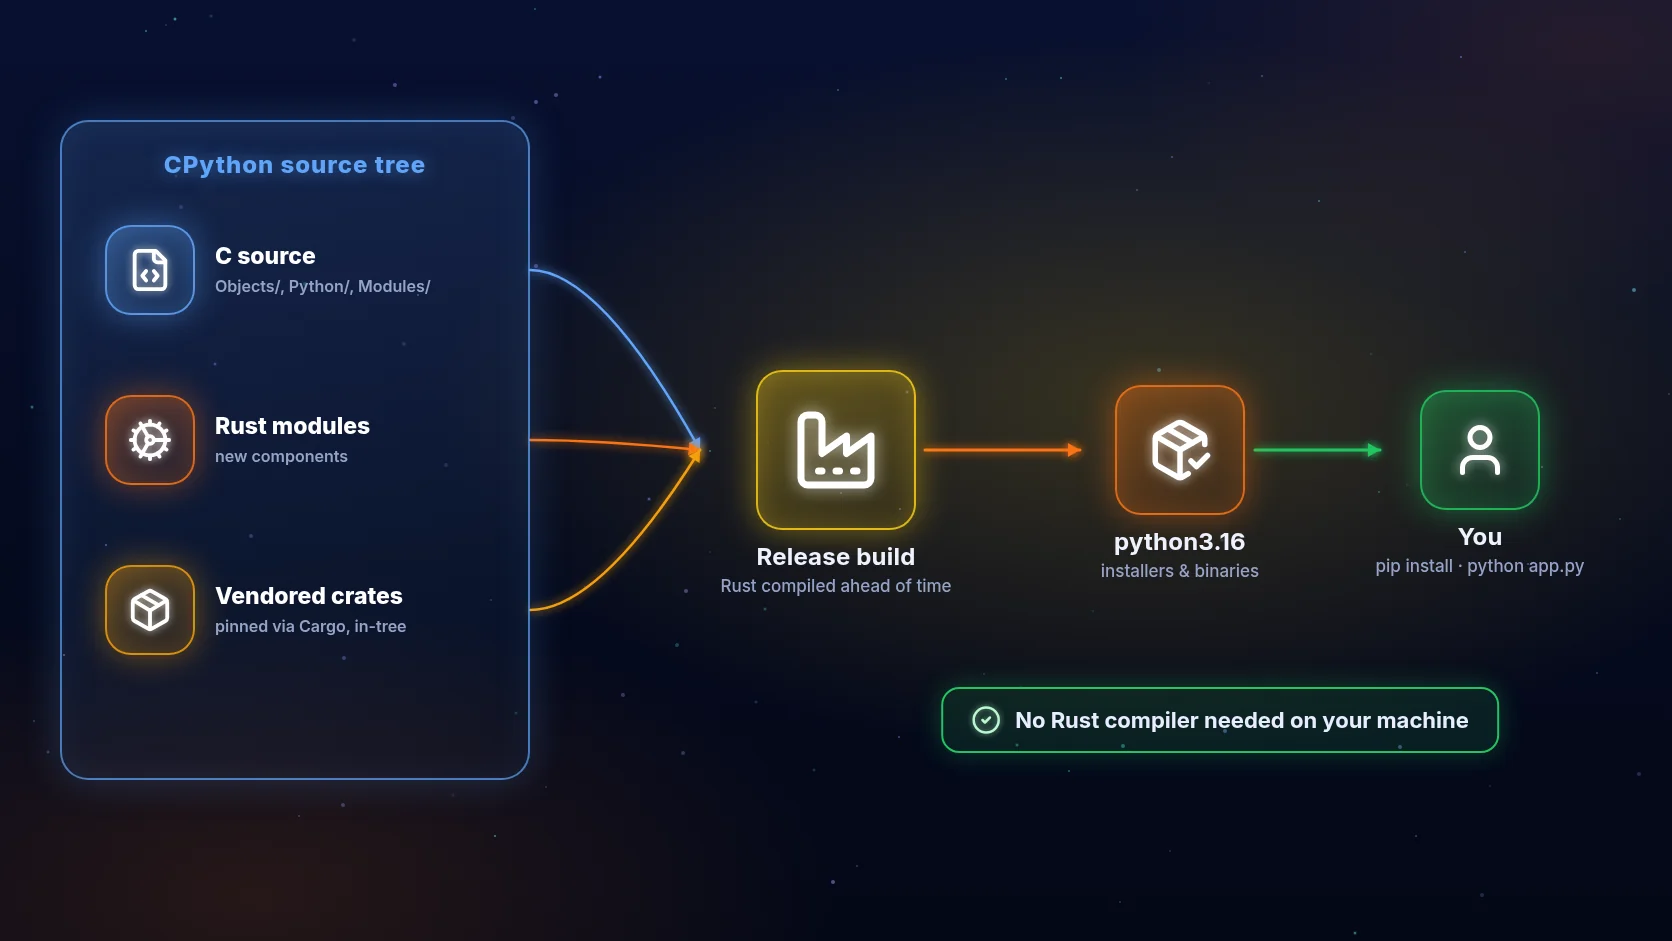 CPython source tree
C source
Objects/, Python/, Modules/
Rust modules
new components
Vendored crates
pinned via Cargo, in-tree
Release build
Rust compiled ahead of time
python3.16
installers & binaries
You
pip install · python app.py
No Rust compiler needed on your machine